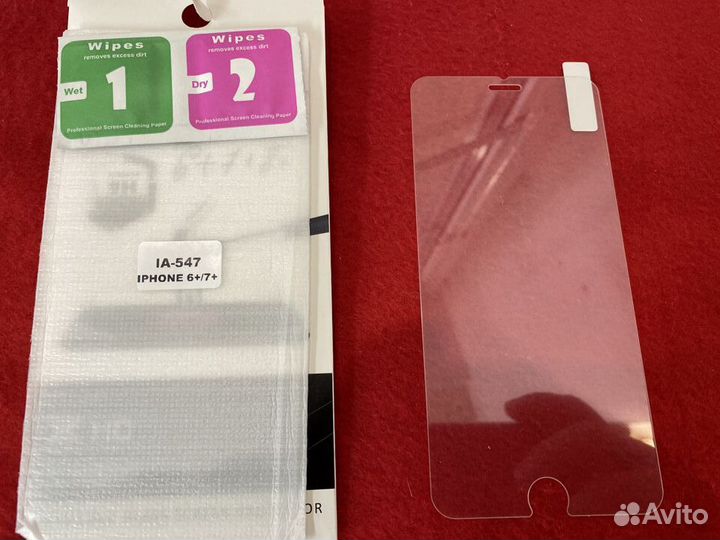 Wipes
removes excess dirt
Wet
1
Professional Screen Cleaning Paper
Wipes
removes excess dirt
Dry
2
Professional Screen Cleaning Paper
IA-547
IPHONE 6+/7+
OR
Avito